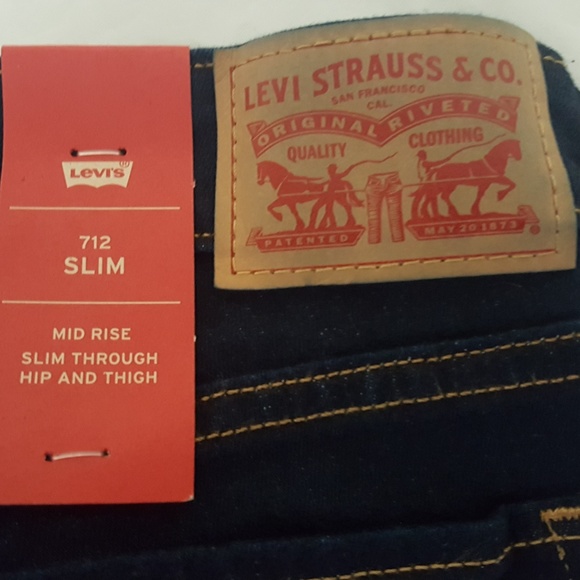 LEVI'S
712
SLIM
MID RISE
SLIM THROUGH
HIP AND THIGH
LEVI STRAUSS & CO.
SAN FRANCISCO
CAL.
ORIGINAL RIVETED
QUALITY CLOTHING
PATENTED MAY 20 1873